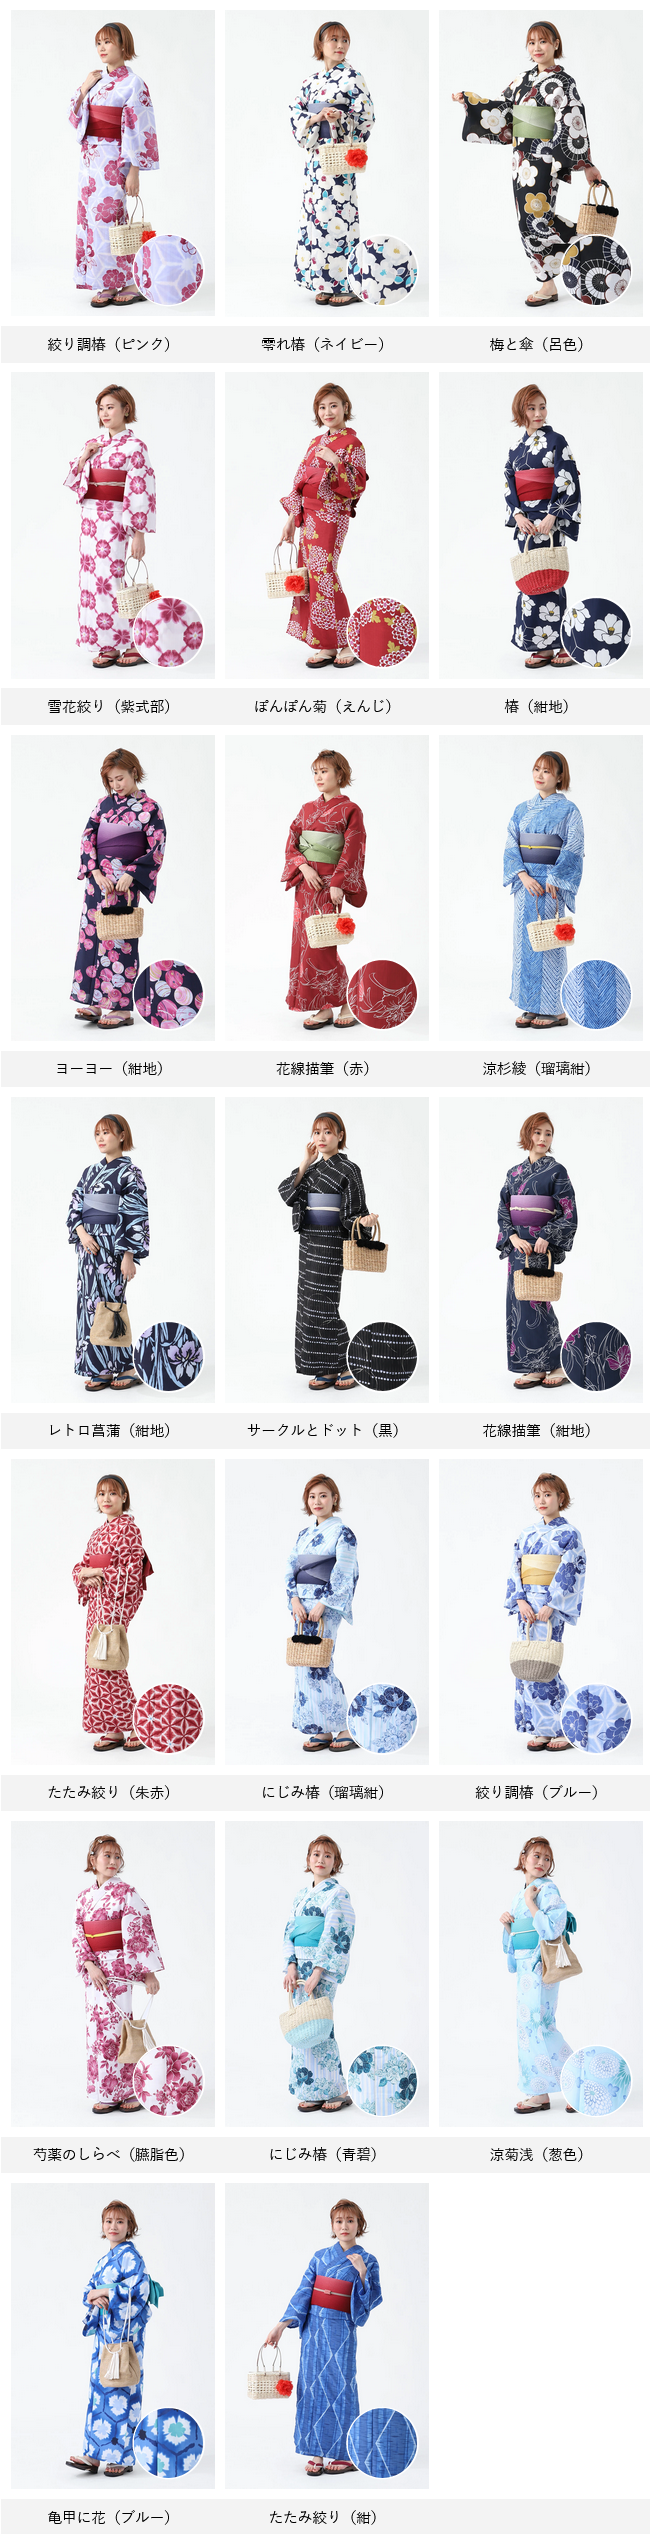 絞り調椿（ピンク）
零れ椿（ネイビー）
梅と傘（呂色）
雪花絞り（紫式部）
ぽんぽん菊（えんじ）
椿（紺地）
ヨーヨー（紺地）
花線描筆（赤）
涼杉綾（瑠璃紺）
レトロ菖蒲（紺地）
サークルとドット（黒）
花線描筆（紺地）
たたみ絞り（朱赤）
にじみ椿（瑠璃紺）
絞り調椿（ブルー）
芍薬のしらべ（臙脂色）
にじみ椿（青碧）
涼菊浅（葱色）
亀甲に花（ブルー）
たたみ絞り（紺）